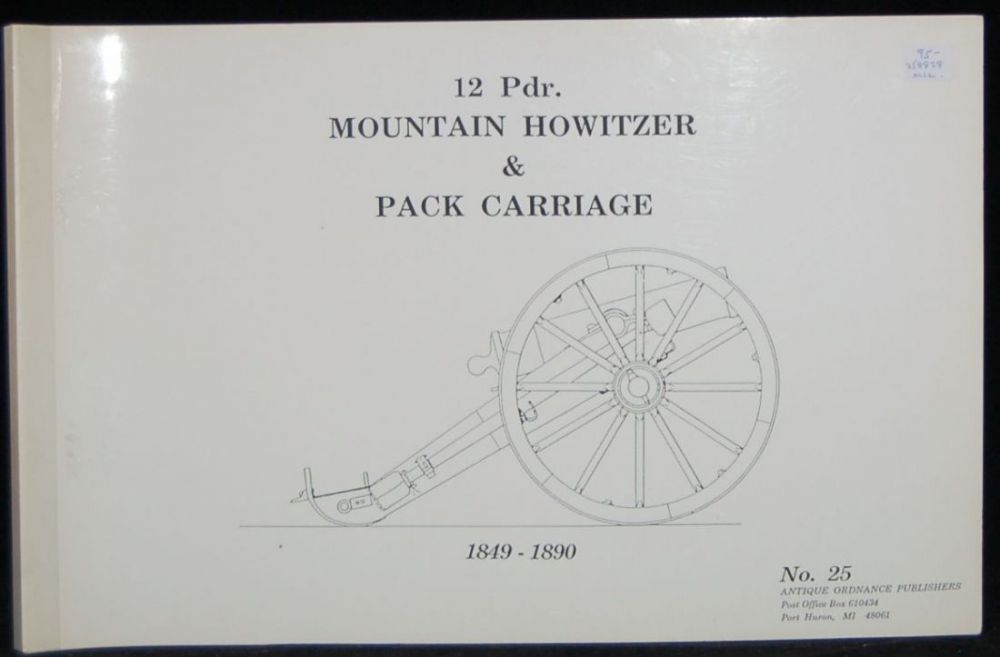 12 Pdr.
MOUNTAIN HOWITZER
&
PACK CARRIAGE
1849 - 1890
No. 25
ANTIQUE ORDNANCE PUBLISHERS
Post Office Box 610434
Port Huron, MI 48061